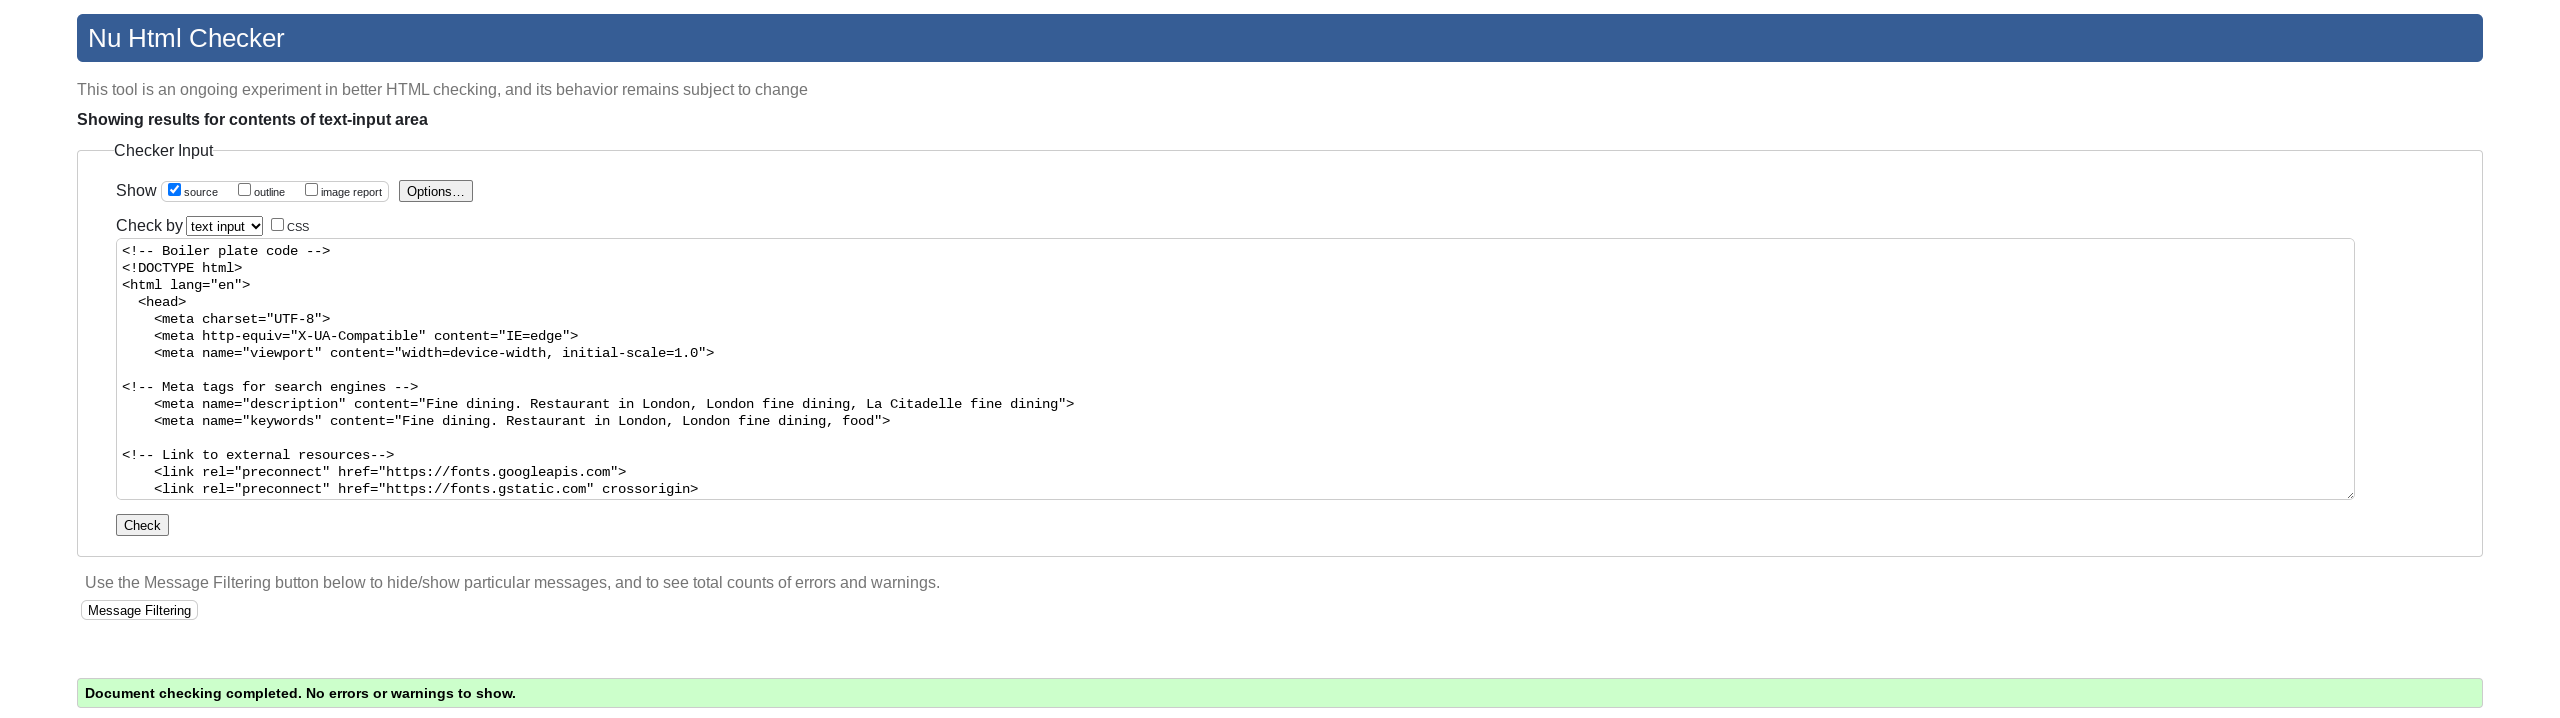 Nu Html Checker
This tool is an ongoing experiment in better HTML checking, and its behavior remains subject to change
Showing results for contents of text-input area
Checker Input
Show source outline image report Options...
Check by text input CSS
<!-- Boiler plate code -->
<!DOCTYPE html>
<html lang="en">
  <head>
    <meta charset="UTF-8">
    <meta http-equiv="X-UA-Compatible" content="IE=edge">
    <meta name="viewport" content="width=device-width, initial-scale=1.0">
<!-- Meta tags for search engines -->
    <meta name="description" content="Fine dining. Restaurant in London, London fine dining, La Citadelle fine dining">
    <meta name="keywords" content="Fine dining. Restaurant in London, London fine dining, food">
<!-- Link to external resources-->
    <link rel="preconnect" href="https://fonts.googleapis.com">
    <link rel="preconnect" href="https://fonts.gstatic.com" crossorigin>
Check
Use the Message Filtering button below to hide/show particular messages, and to see total counts of errors and warnings.
Message Filtering
Document checking completed. No errors or warnings to show.